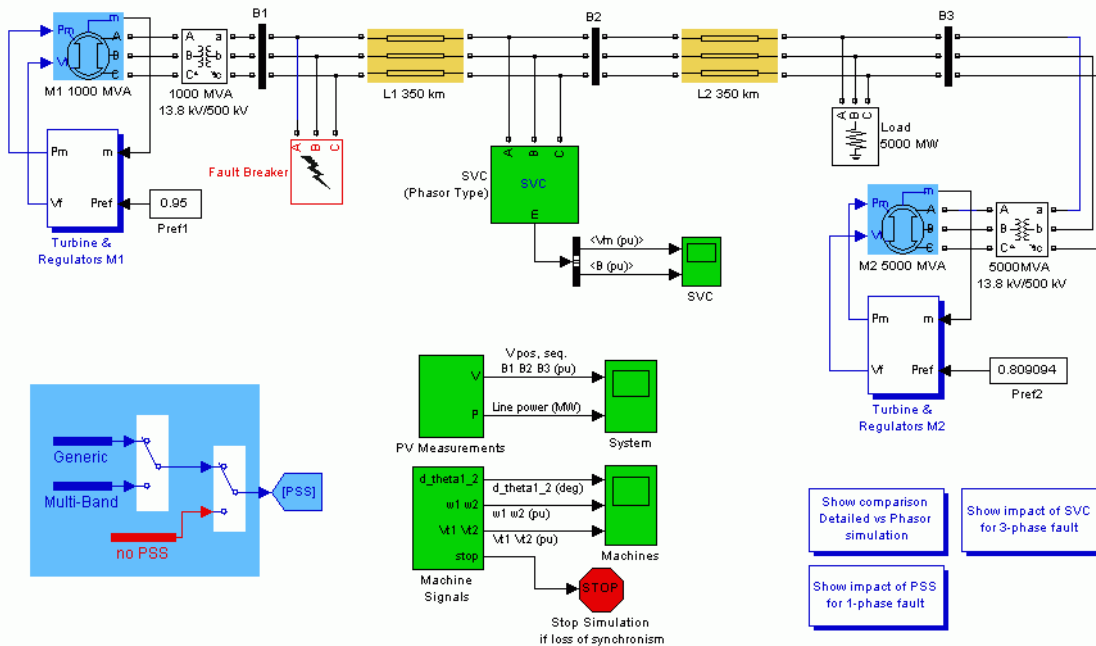 B1
B2
B3
Pm
m
A
B
C
Vf
M1 1000 MVA
A
a
B
b
C
c
1000 MVA
13.8 kV/500 kV
L1 350 km
L2 350 km
A B C
Fault Breaker
A B C
SVC
E
SVC
(Phasor Type)
A B C
Load
5000 MW
Pm
m
Vf
Pref
0.95
Pref1
Turbine &
Regulators M1
<Vm (pu)>
<B (pu)>
SVC
Pm
m
A
B
C
Vf
M2 5000 MVA
A
a
B
b
C
c
5000MVA
13.8 kV/500 kV
Pm
m
Vf
Pref
0.809094
Pref2
Turbine &
Regulators M2
Generic
Multi-Band
no PSS
[PSS]
V
P
PV Measurements
V pos. seq.
B1 B2 B3 (pu)
Line power (MW)
System
d_theta1_2
w1 w2
Vt1 Vt2
stop
Machine
Signals
d_theta1_2 (deg)
w1 w2 (pu)
Vt1 Vt2 (pu)
Machines
STOP
Stop Simulation
if loss of synchronism
Show comparison
Detailed vs Phasor
simulation
Show impact of SVC
for 3-phase fault
Show impact of PSS
for 1-phase fault